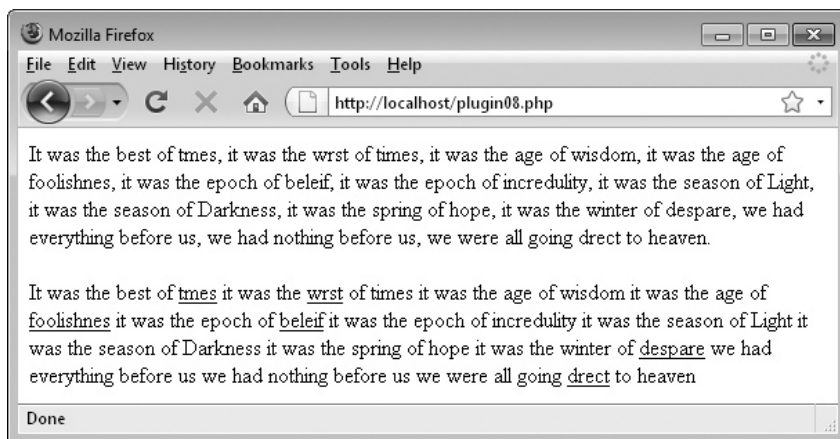 Mozilla Firefox
File Edit View History Bookmarks Tools Help
http://localhost/plugin08.php
It was the best of tmes, it was the wrst of times, it was the age of wisdom, it was the age of
foolishnes, it was the epoch of beleif, it was the epoch of incredulity, it was the season of Light,
it was the season of Darkness, it was the spring of hope, it was the winter of despare, we had
everything before us, we had nothing before us, we were all going drect to heaven.
It was the best of tmes it was the wrst of times it was the age of wisdom it was the age of
foolishnes it was the epoch of beleif it was the epoch of incredulity it was the season of Light it
was the season of Darkness it was the spring of hope it was the winter of despare we had
everything before us we had nothing before us we were all going drect to heaven
Done